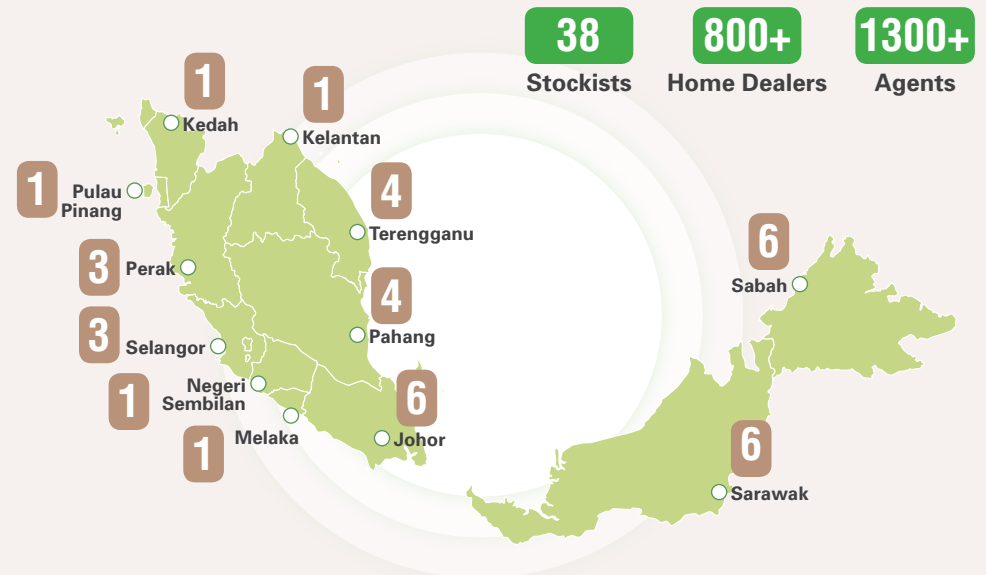 38
Stockists
800+
Home Dealers
1300+
Agents
1
Kedah
1
Kelantan
1
Pulau
Pinang
4
Terengganu
3
Perak
4
Pahang
3
Selangor
1
Negeri
Sembilan
1
Melaka
6
Johor
6
Sabah
6
Sarawak